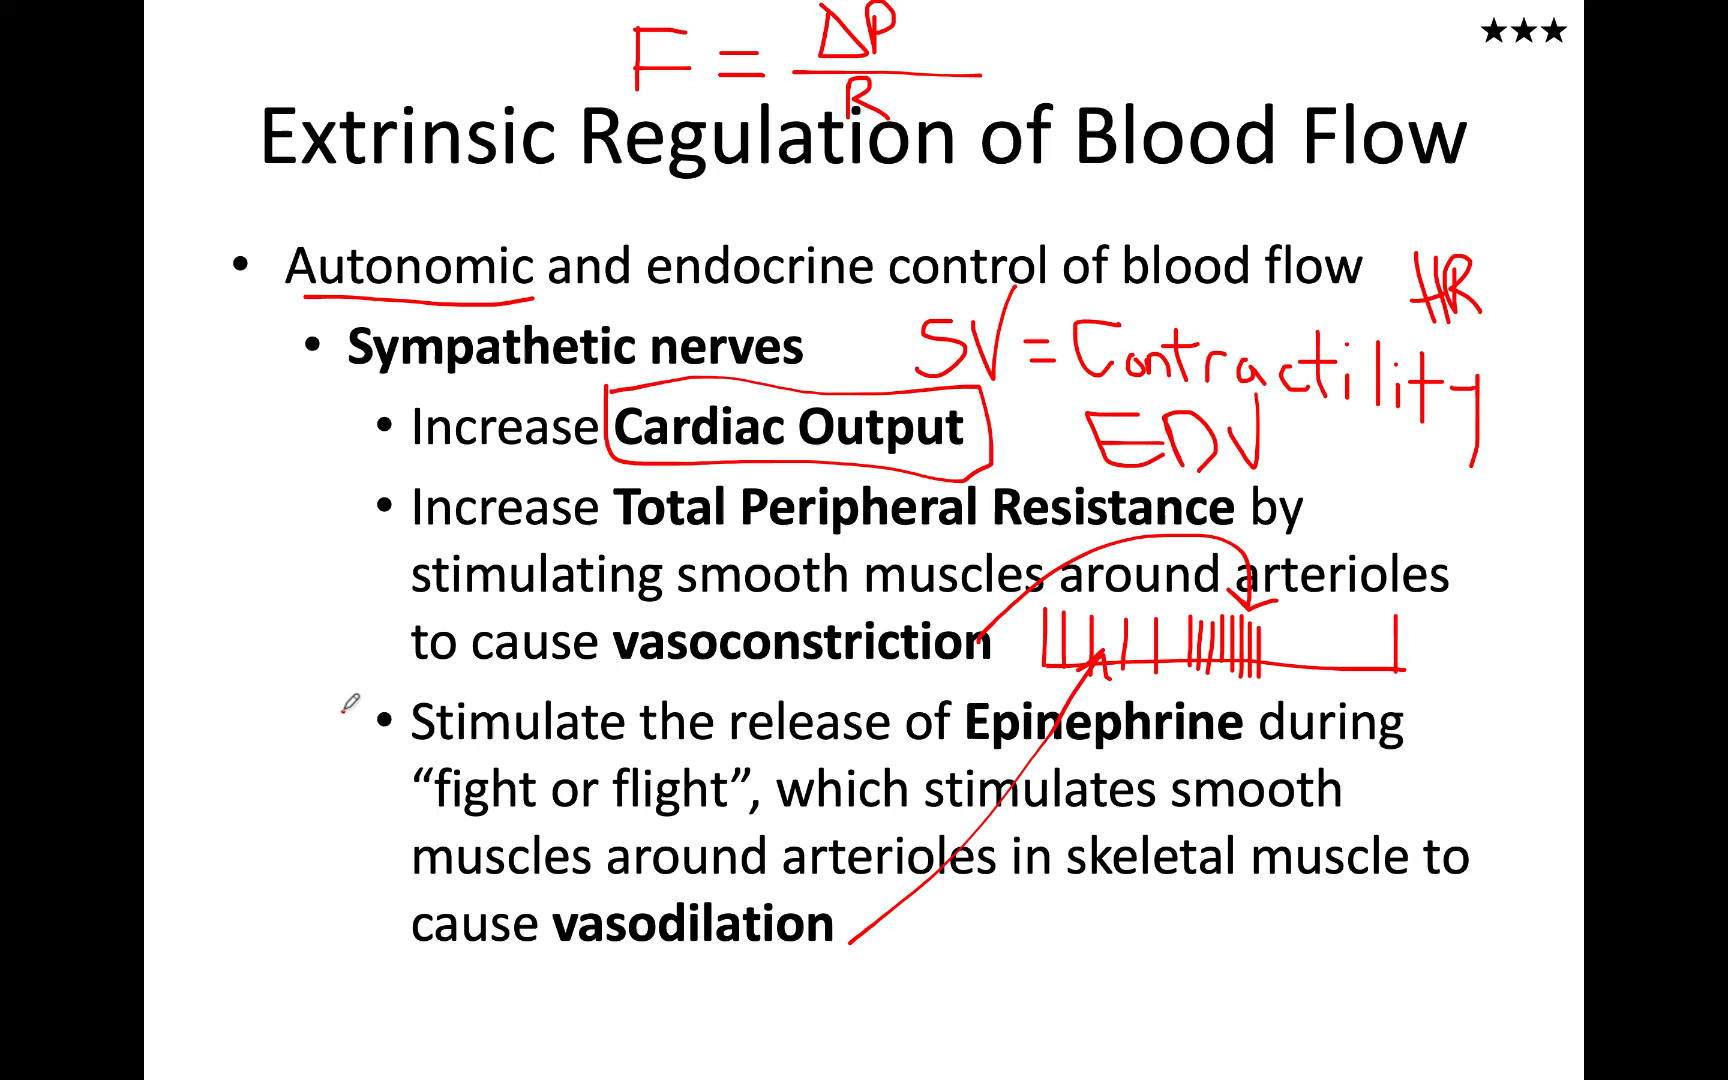 ★★★
F = ΔP
R
Extrinsic Regulation of Blood Flow
• Autonomic and endocrine control of blood flow
HR
• Sympathetic nerves
SV = Contractility
• Increase Cardiac Output
EDV
• Increase Total Peripheral Resistance by
stimulating smooth muscles around arterioles
to cause vasoconstriction
• Stimulate the release of Epinephrine during
“fight or flight”, which stimulates smooth
muscles around arterioles in skeletal muscle to
cause vasodilation